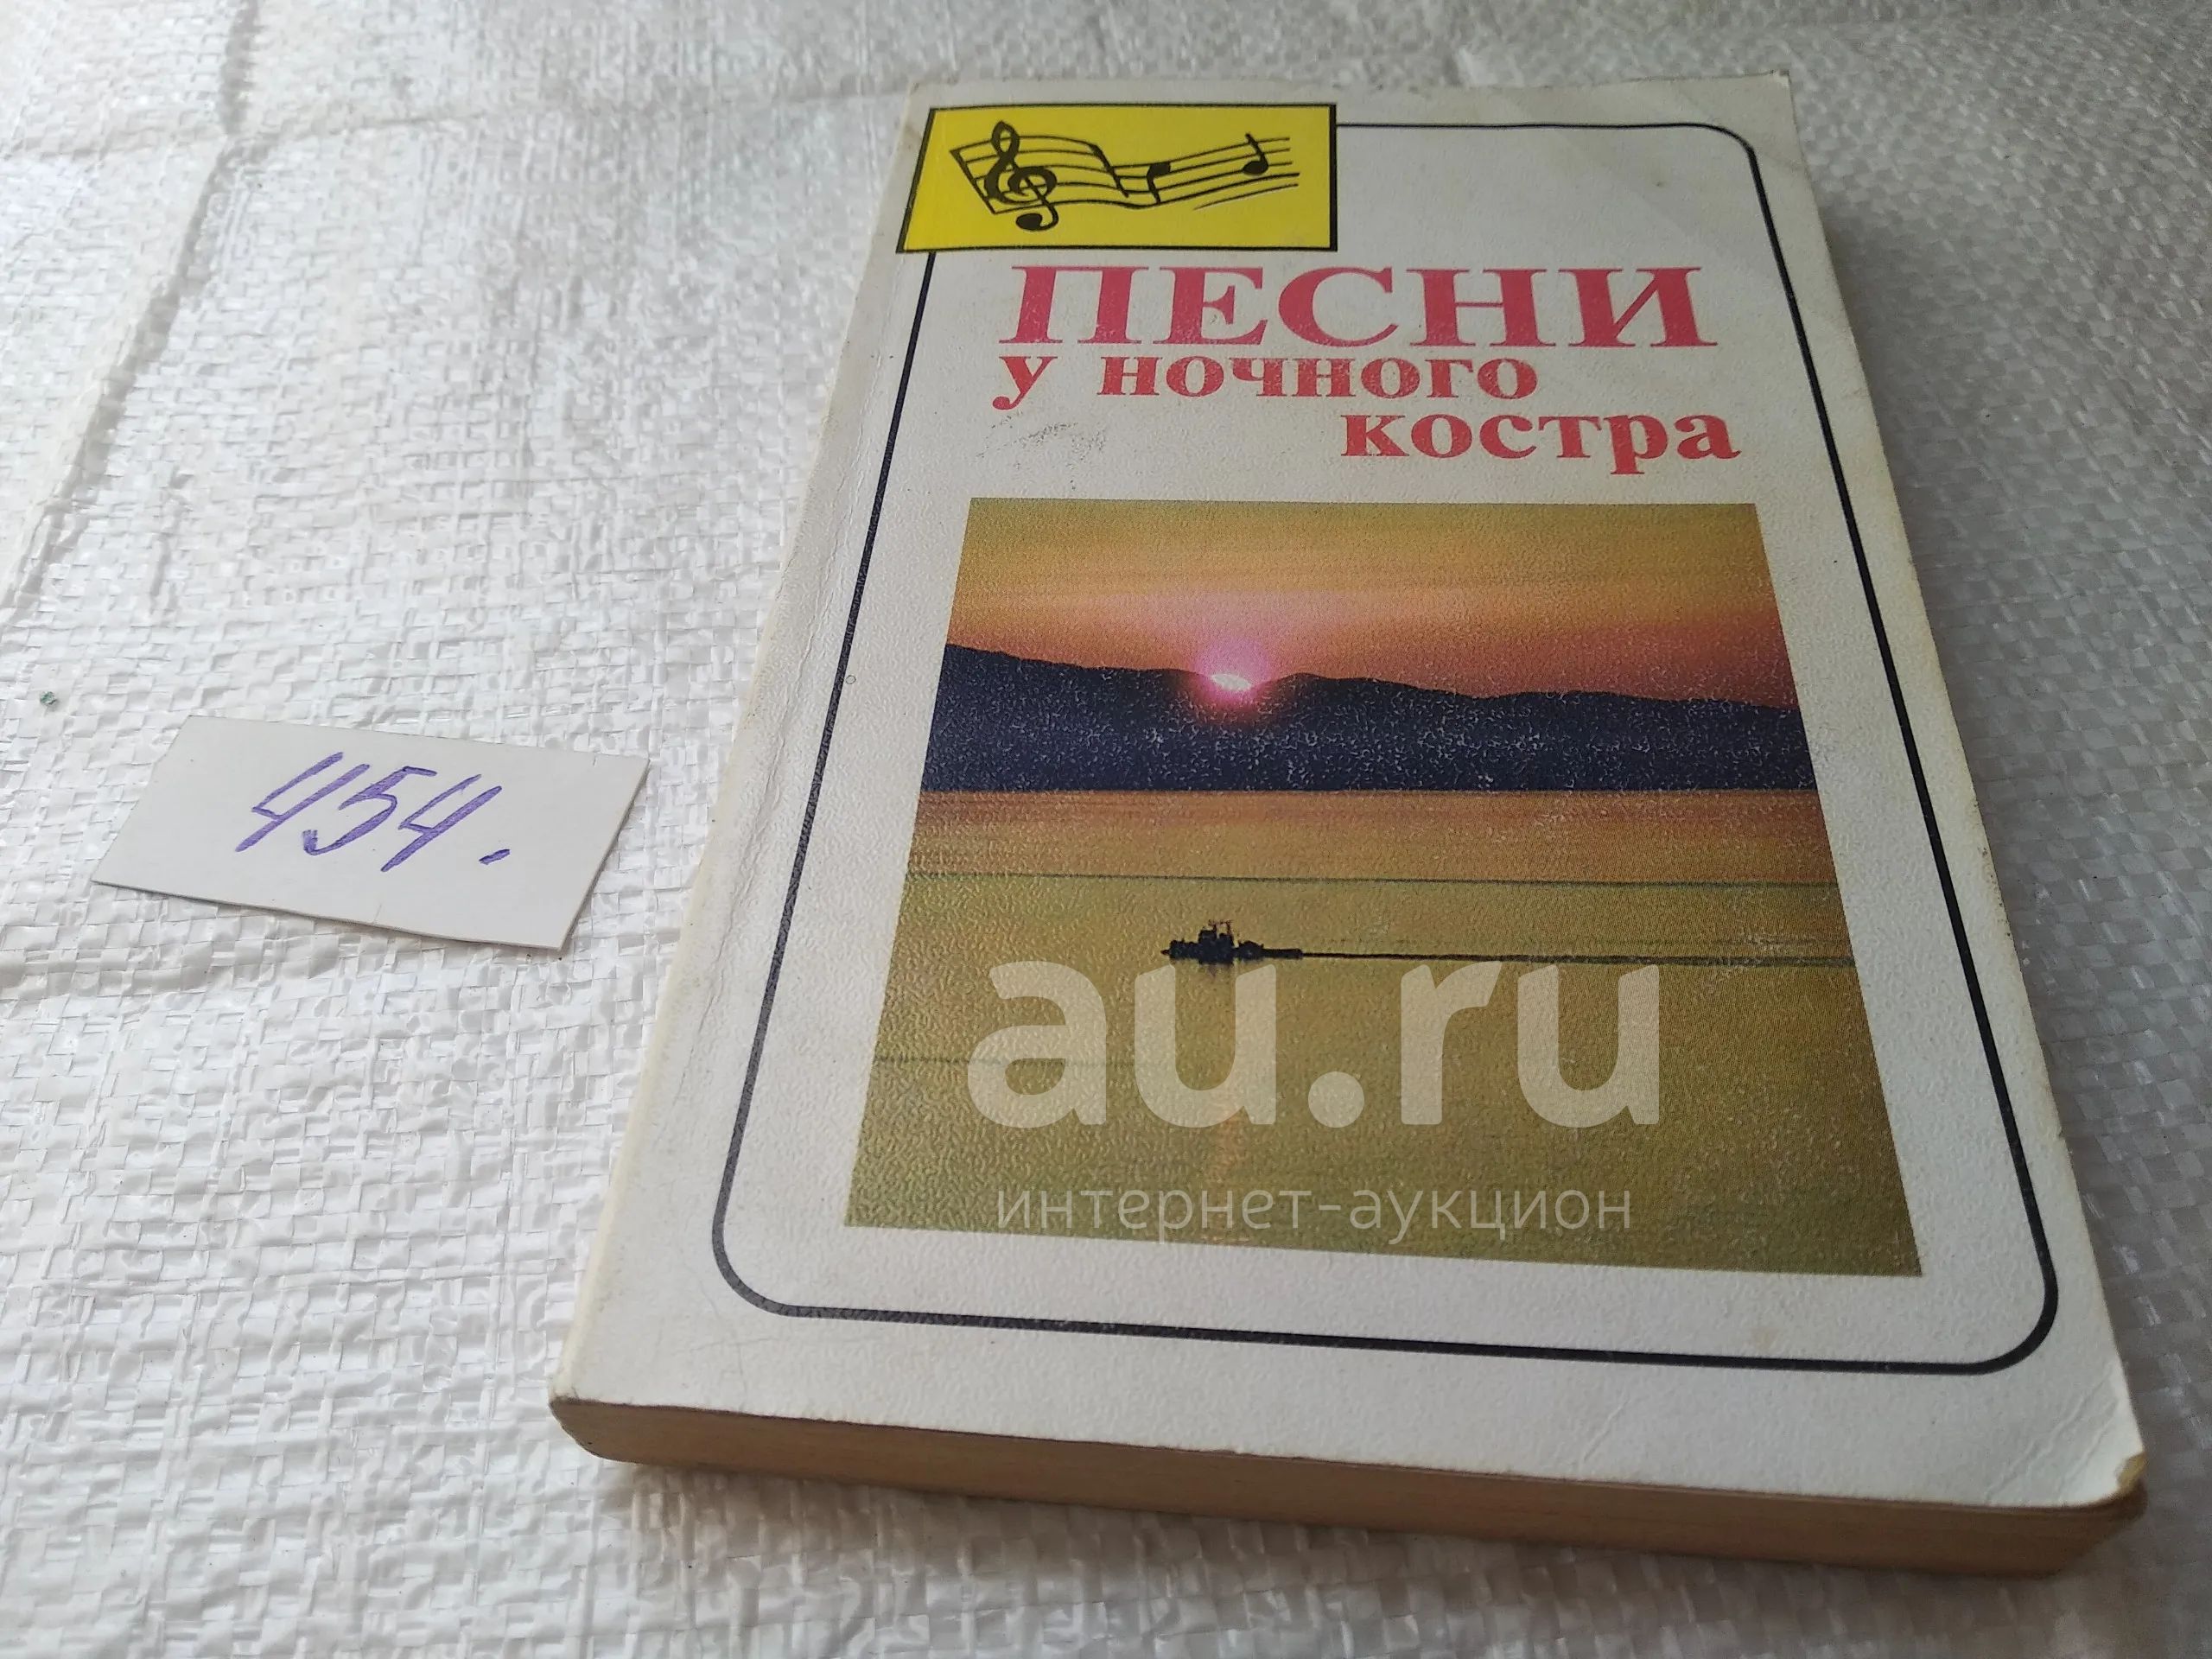 ПЕСНИ
у ночного
костра
454.
au.ru
интернет-аукцион